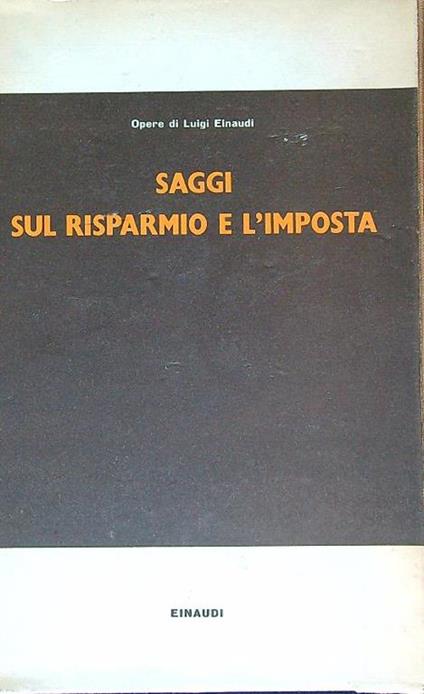 Opere di Luigi Einaudi
SAGGI
SUL RISPARMIO E L'IMPOSTA
EINAUDI